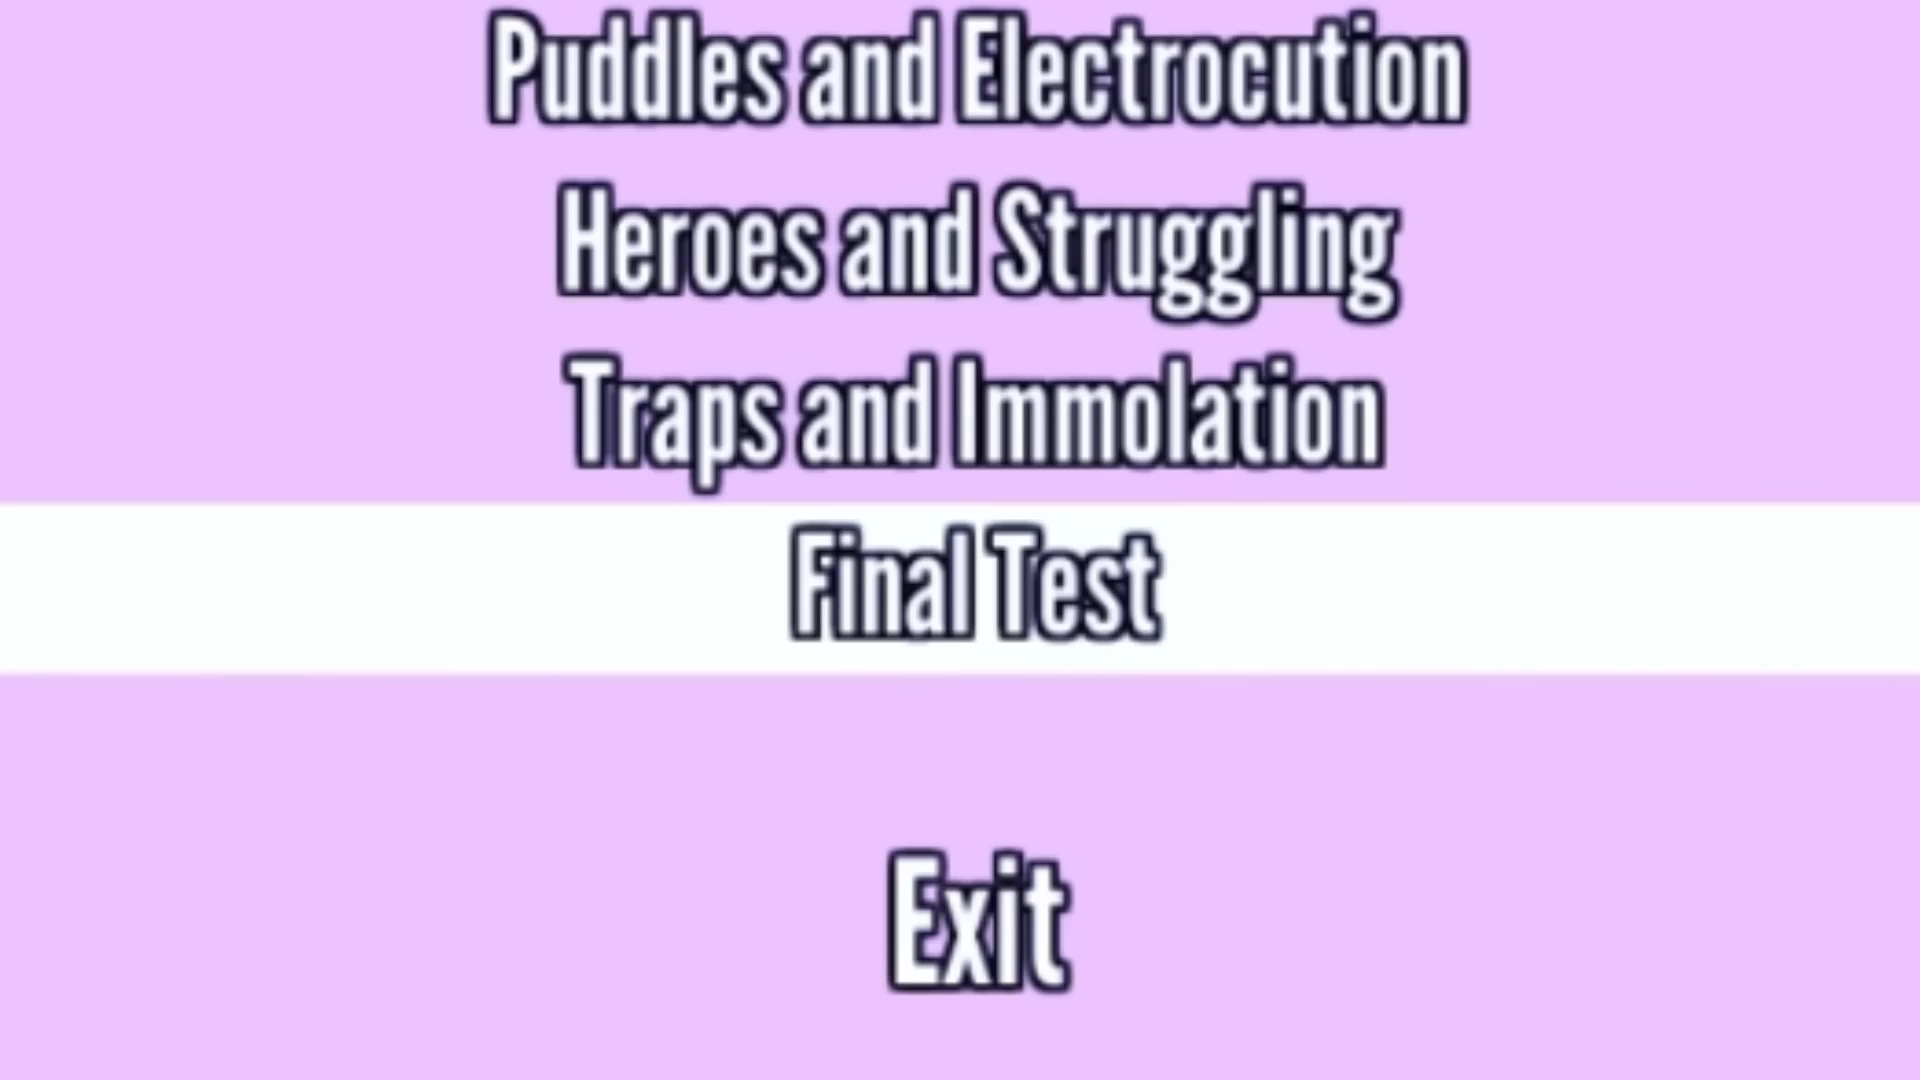 Puddles and Electrocution
Heroes and Struggling
Traps and Immolation
Final Test
Exit